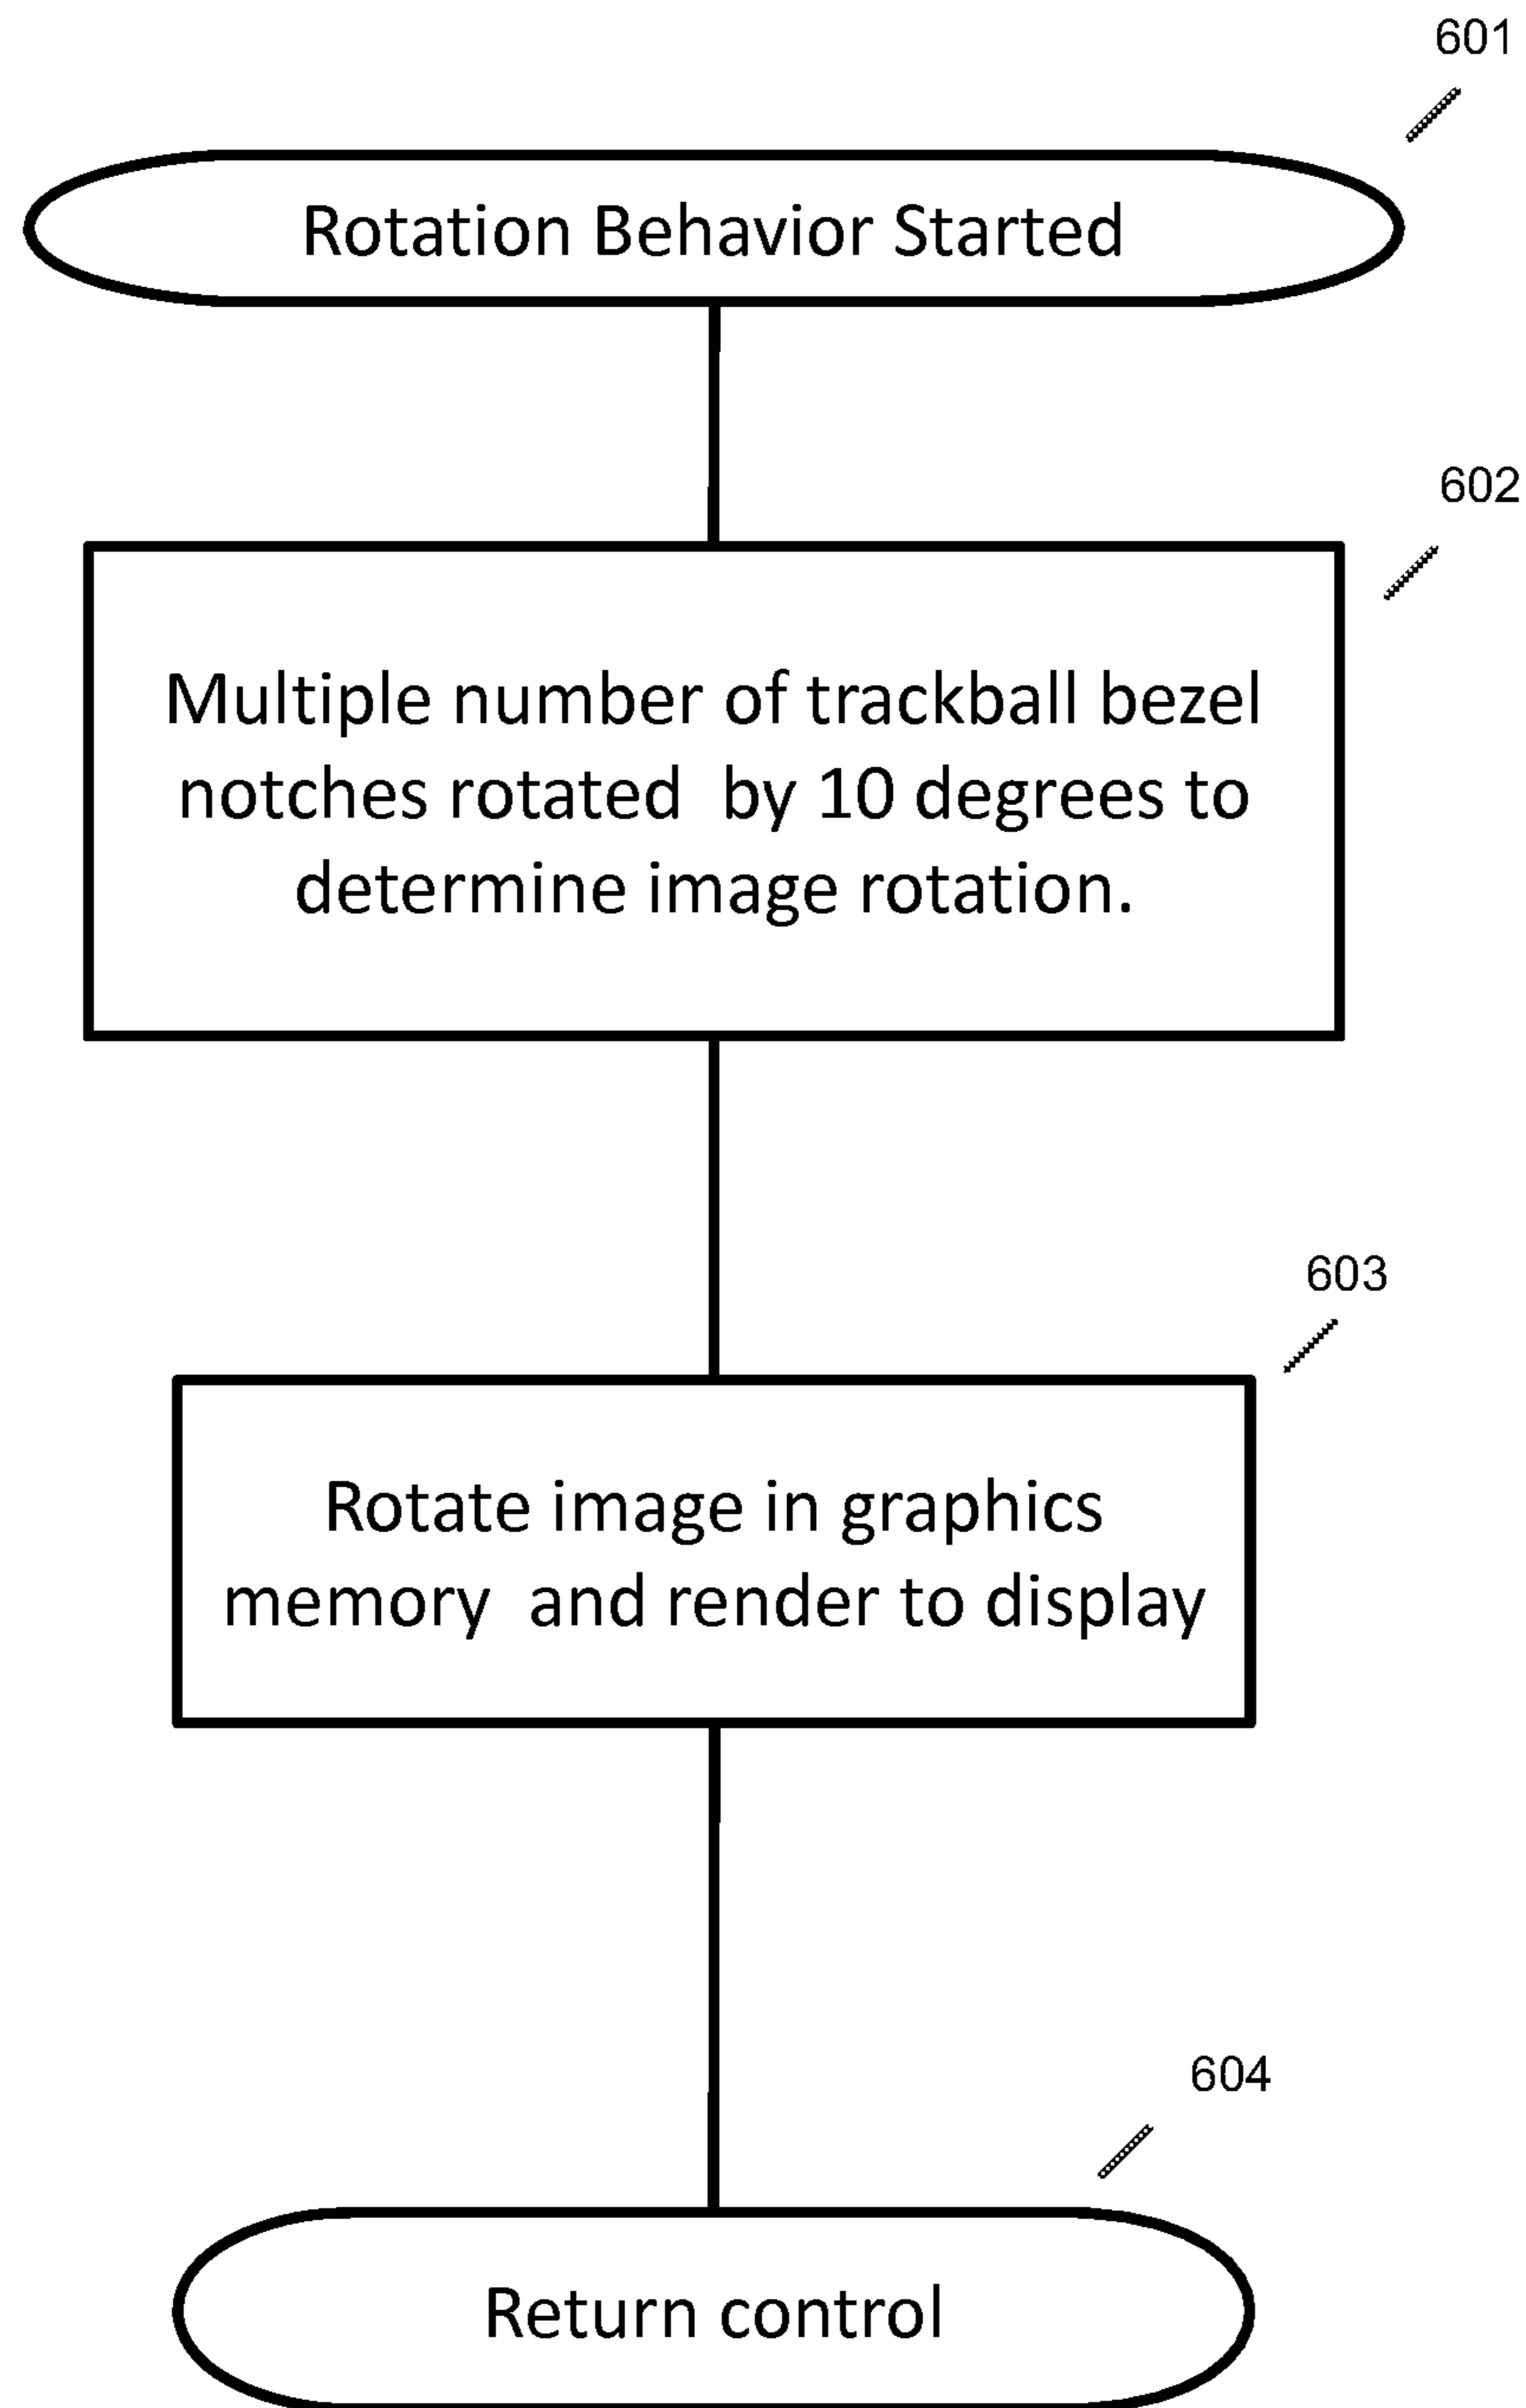 601
Rotation Behavior Started
602
Multiple number of trackball bezel
notches rotated by 10 degrees to
determine image rotation.
603
Rotate image in graphics
memory and render to display
604
Return control